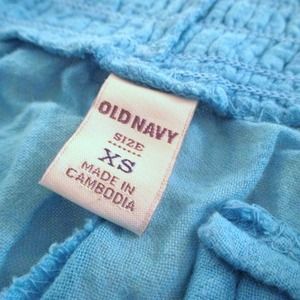 OLD NAVY
SIZE
XS
MADE IN
CAMBODIA